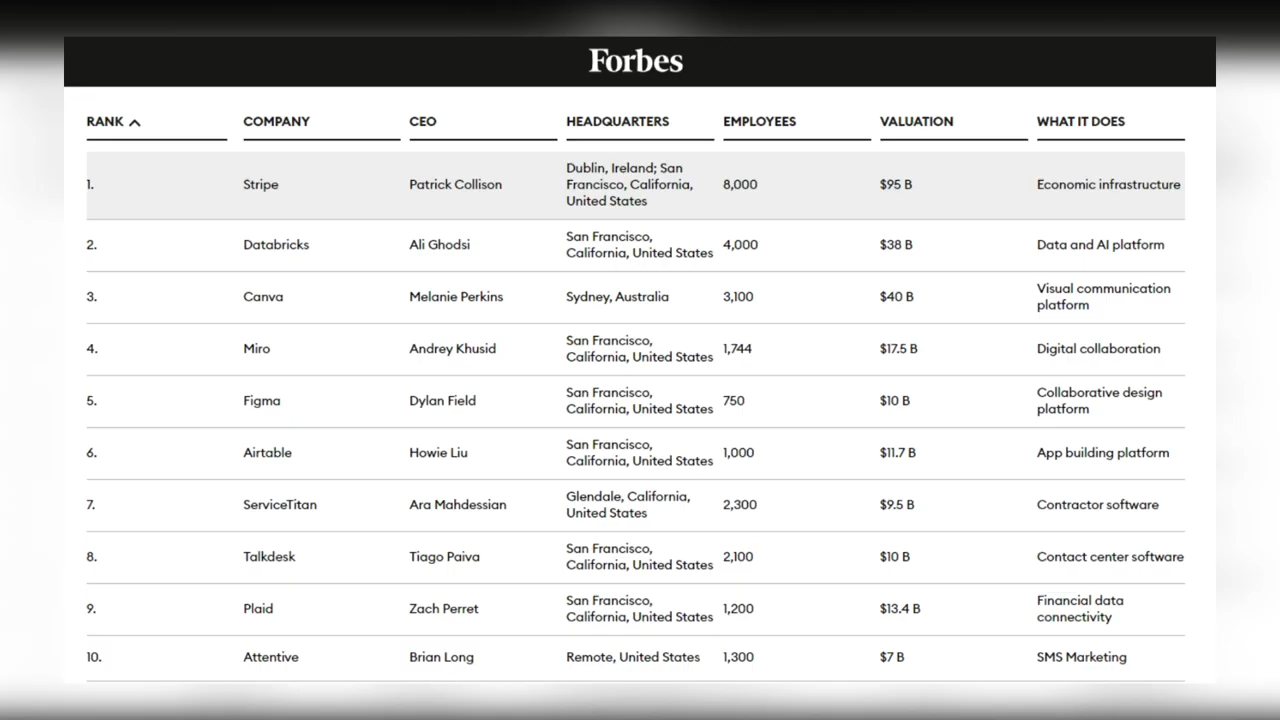 Forbes
RANK COMPANY CEO HEADQUARTERS EMPLOYEES VALUATION WHAT IT DOES
1. Stripe Patrick Collison Dublin, Ireland; San Francisco, California, United States 8,000 $95 B Economic infrastructure
2. Databricks Ali Ghodsi San Francisco, California, United States 4,000 $38 B Data and AI platform
3. Canva Melanie Perkins Sydney, Australia 3,100 $40 B Visual communication platform
4. Miro Andrey Khusid San Francisco, California, United States 1,744 $17.5 B Digital collaboration
5. Figma Dylan Field San Francisco, California, United States 750 $10 B Collaborative design platform
6. Airtable Howie Liu San Francisco, California, United States 1,000 $11.7 B App building platform
7. ServiceTitan Ara Mahdessian Glendale, California, United States 2,300 $9.5 B Contractor software
8. Talkdesk Tiago Paiva San Francisco, California, United States 2,100 $10 B Contact center software
9. Plaid Zach Perret San Francisco, California, United States 1,200 $13.4 B Financial data connectivity
10. Attentive Brian Long Remote, United States 1,300 $7 B SMS Marketing